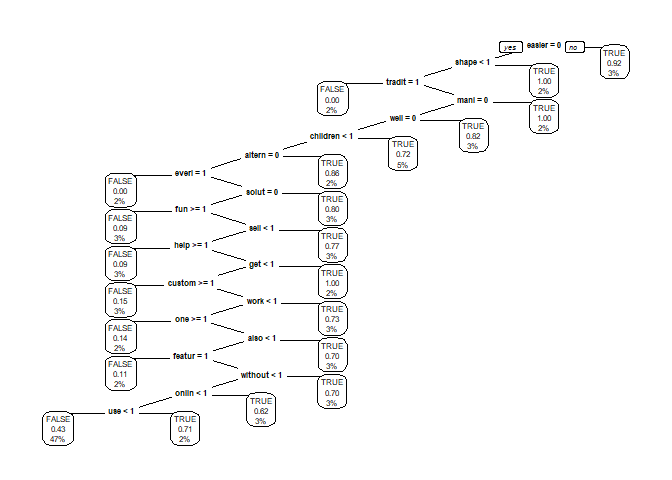 yes easier = 0 no
TRUE
0.92
3%
shape < 1
TRUE
1.00
2%
tradit = 1
FALSE
0.00
2%
mani = 0
TRUE
1.00
2%
well = 0
TRUE
0.82
3%
children < 1
TRUE
0.72
5%
altern = 0
TRUE
0.86
2%
everi = 1
FALSE
0.00
2%
solut = 0
TRUE
0.80
3%
fun >= 1
FALSE
0.09
3%
sell < 1
TRUE
0.77
3%
help >= 1
FALSE
0.09
3%
get < 1
TRUE
1.00
2%
custom >= 1
FALSE
0.15
3%
work < 1
TRUE
0.73
3%
one >= 1
FALSE
0.14
2%
also < 1
TRUE
0.70
3%
featur = 1
FALSE
0.11
2%
without < 1
TRUE
0.70
3%
onlin < 1
TRUE
0.62
3%
use < 1
FALSE
0.43
47%
TRUE
0.71
2%